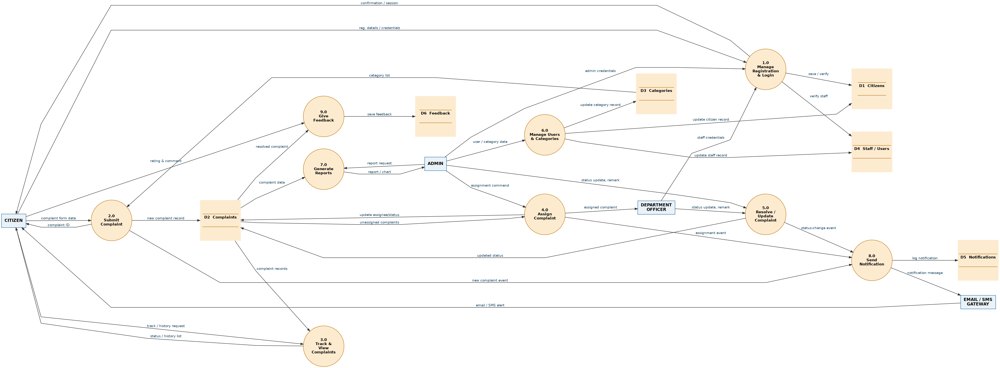 confirmation / session
reg. details / credentials
1.0
Manage
Registration
& Login
admin credentials
save / verify
D1  Citizens
category list
D3  Categories
verify staff
update category record
9.0
Give
Feedback
save feedback
D6  Feedback
6.0
Manage Users
& Categories
update citizen record
staff credentials
D4  Staff / Users
user / category data
resolved complaint
update staff record
rating & comment
7.0
Generate
Reports
report request
report / chart
ADMIN
complaint data
status update, remark
assignment command
CITIZEN
complaint form data
complaint ID
2.0
Submit
Complaint
new complaint record
D2  Complaints
update assignee/status
unassigned complaints
4.0
Assign
Complaint
assigned complaint
DEPARTMENT
OFFICER
status update, remark
5.0
Resolve /
Update
Complaint
assignment event
status-change event
updated status
8.0
Send
Notification
log notification
D5  Notifications
complaint records
notification message
new complaint event
EMAIL / SMS
GATEWAY
email / SMS alert
track / history request
status / history list
3.0
Track &
View
Complaints